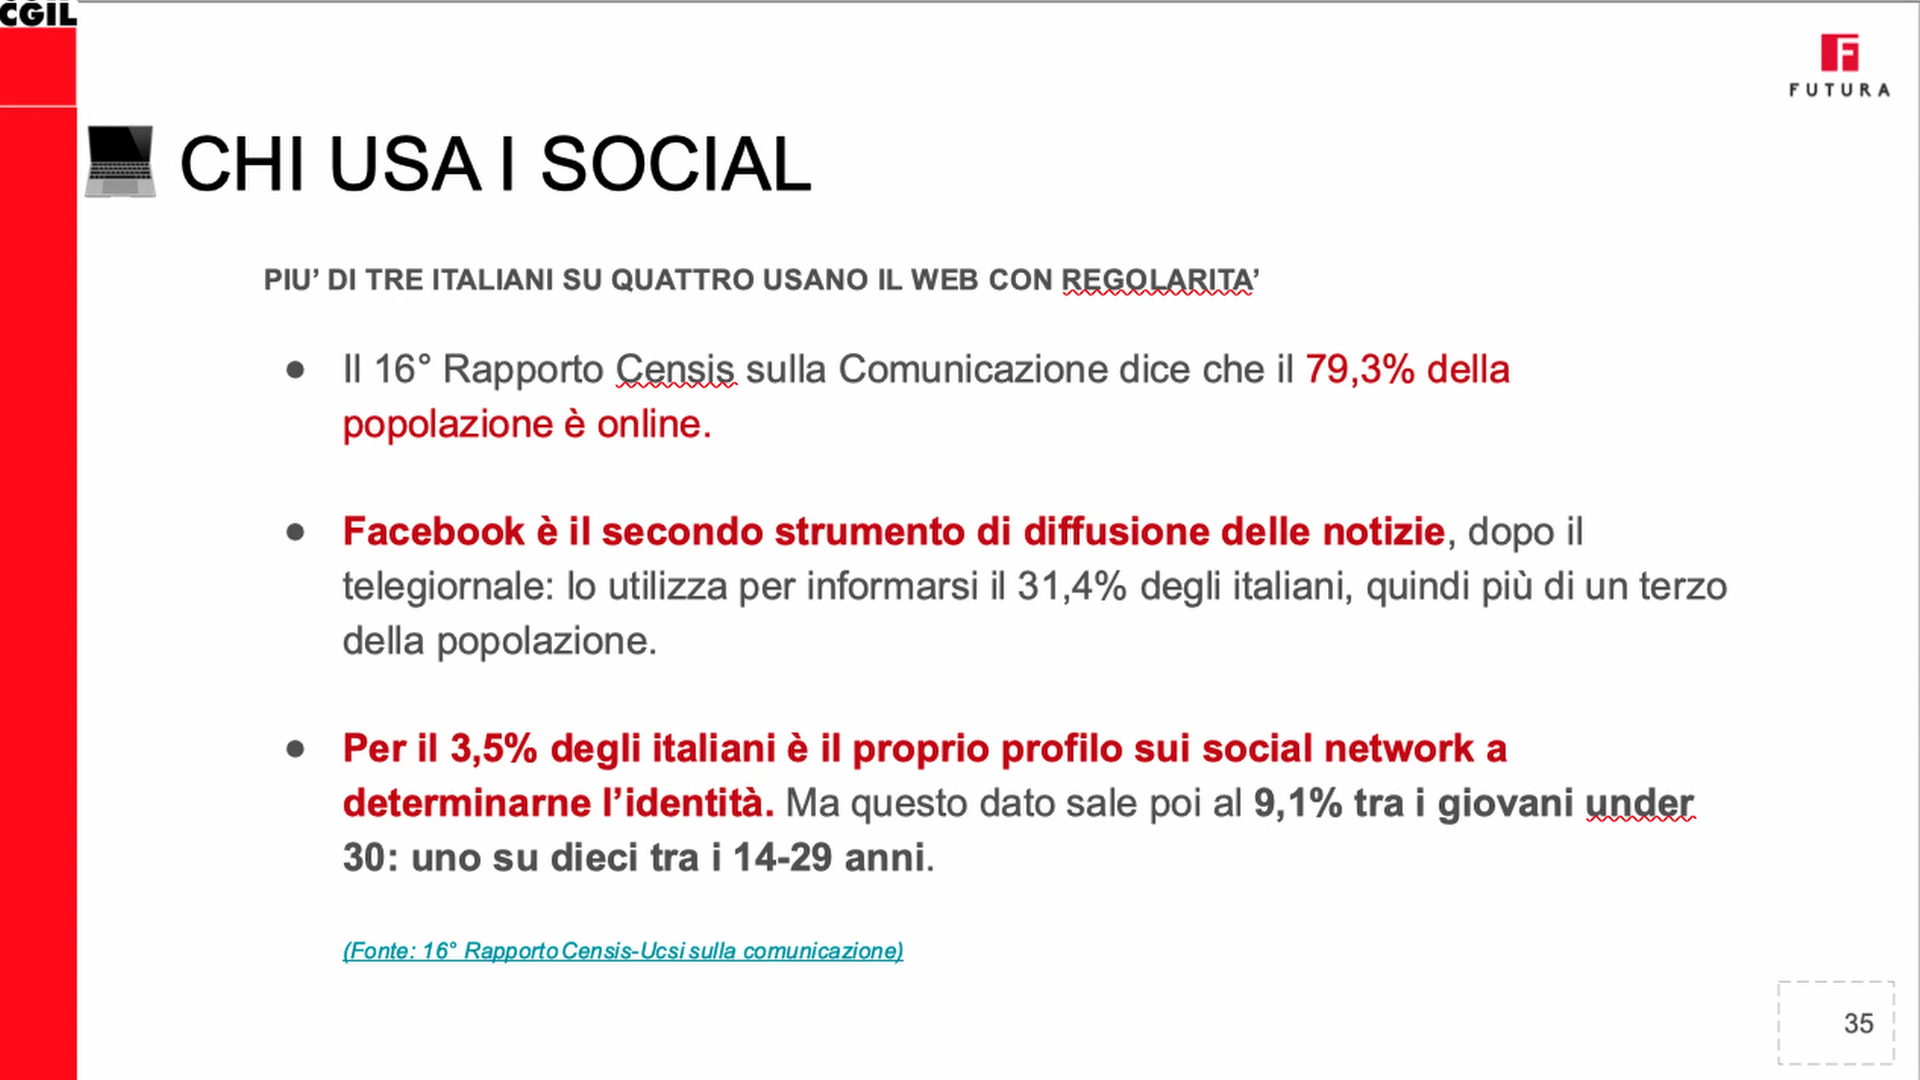 CGIL
FUTURA
CHI USA I SOCIAL
PIU’ DI TRE ITALIANI SU QUATTRO USANO IL WEB CON REGOLARITA’
● Il 16° Rapporto Censis sulla Comunicazione dice che il 79,3% della
popolazione è online.
● Facebook è il secondo strumento di diffusione delle notizie, dopo il
telegiornale: lo utilizza per informarsi il 31,4% degli italiani, quindi più di un terzo
della popolazione.
● Per il 3,5% degli italiani è il proprio profilo sui social network a
determinarne l’identità. Ma questo dato sale poi al 9,1% tra i giovani under
30: uno su dieci tra i 14-29 anni.
(Fonte: 16° Rapporto Censis-Ucsi sulla comunicazione)
35